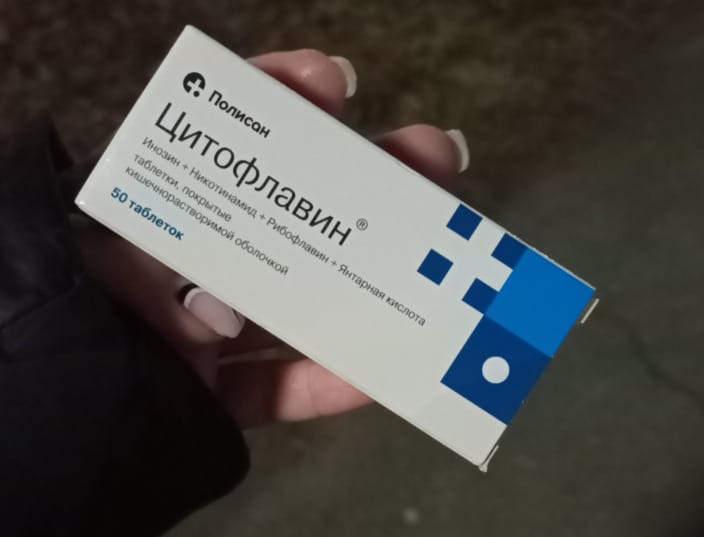 Полисан
Цитофлавин®
Инозин + Никотинамид + Рибофлавин + Янтарная кислота
таблетки, покрытые
кишечнорастворимой оболочкой
50 таблеток